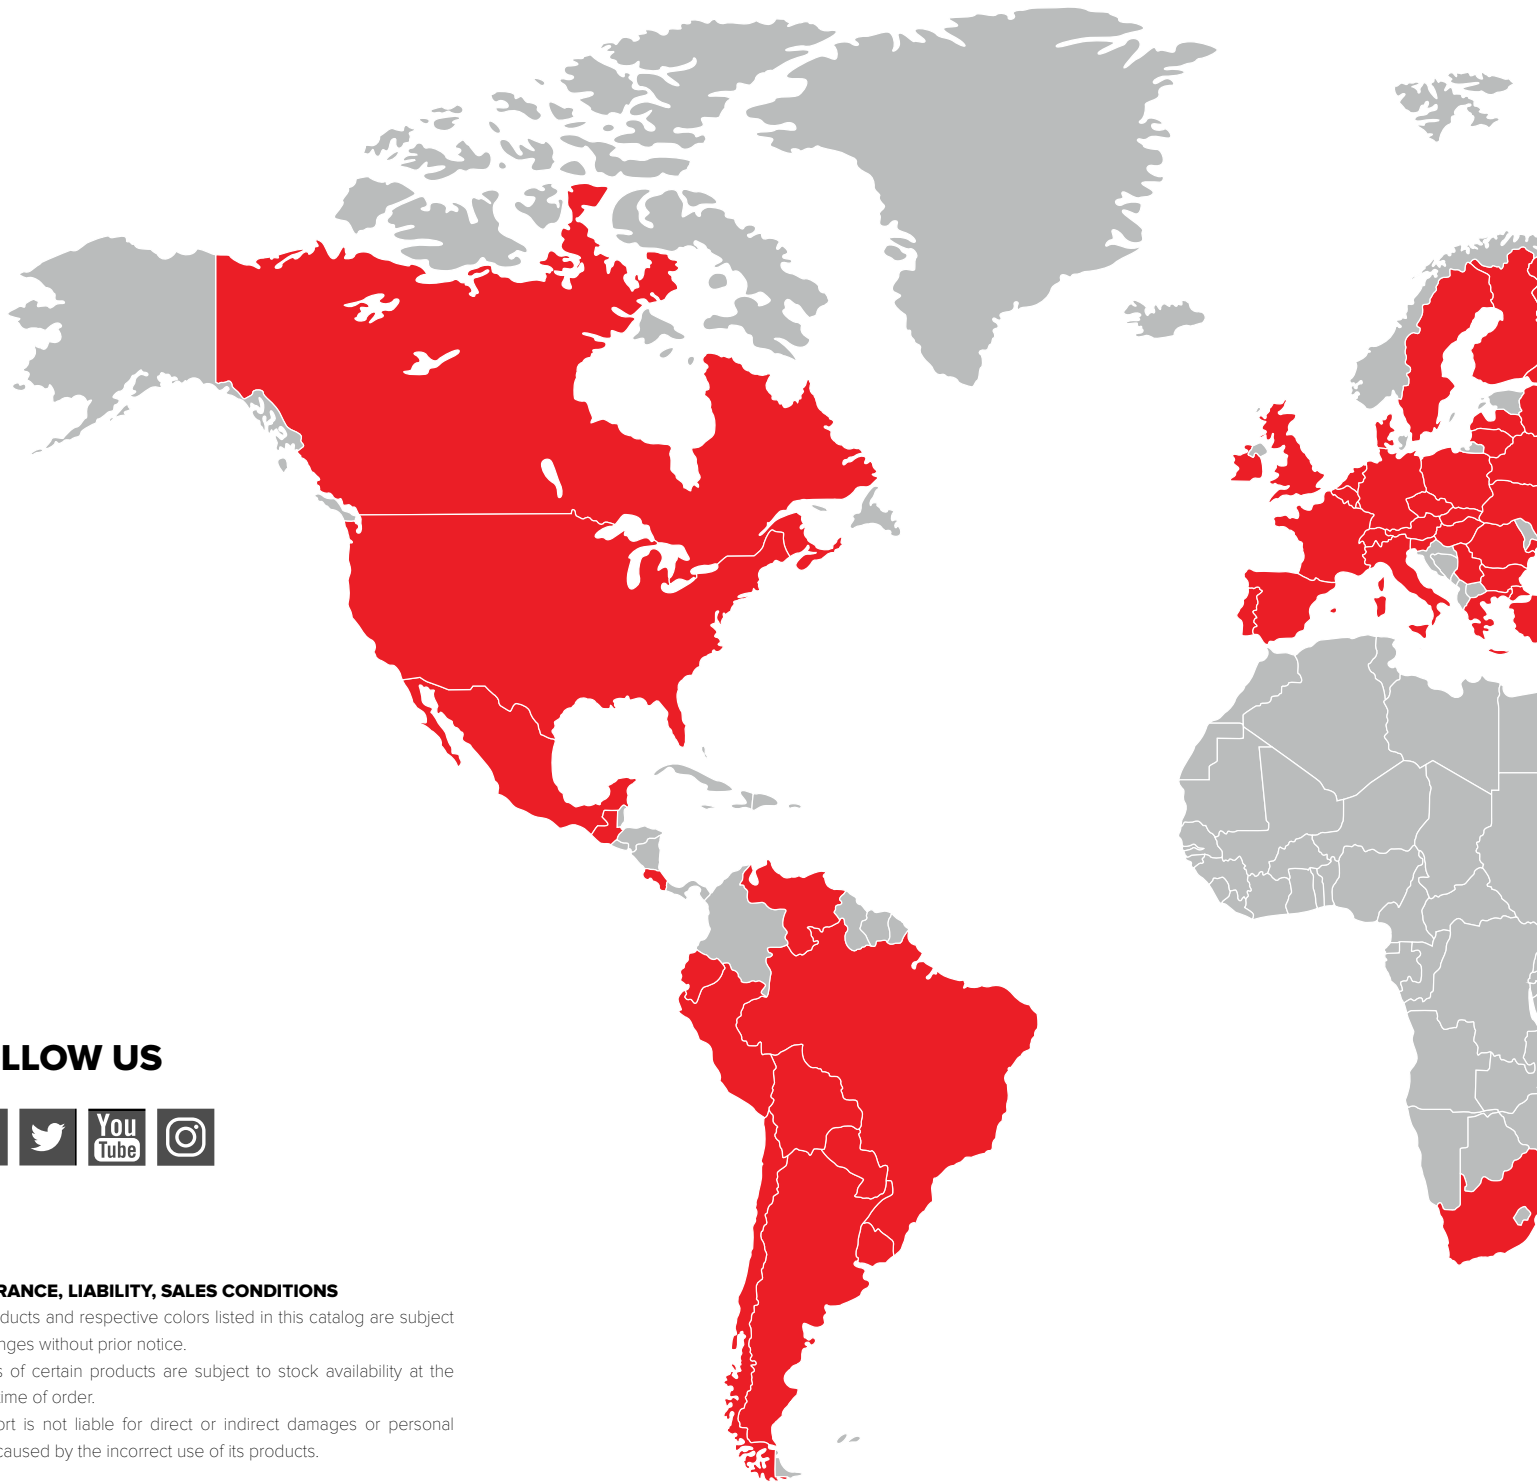 LLOW US
You
Tube
RANCE, LIABILITY, SALES CONDITIONS
ducts and respective colors listed in this catalog are subject
nges without prior notice.
s of certain products are subject to stock availability at the
ime of order.
ort is not liable for direct or indirect damages or personal
caused by the incorrect use of its products.